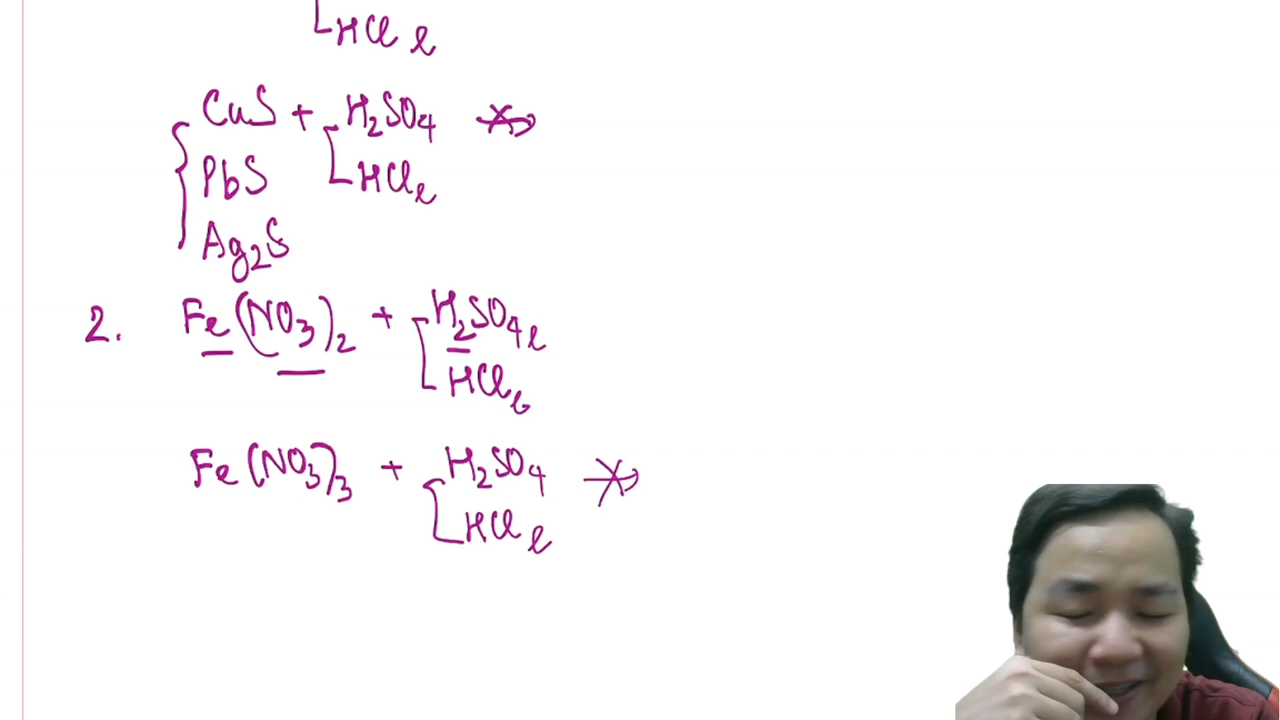 HCl l
CuS + H2SO4
PbS HCl l
Ag2S
2. Fe(NO3)2 + H2SO4 l
HCl l
Fe(NO3)3 + H2SO4
HCl l